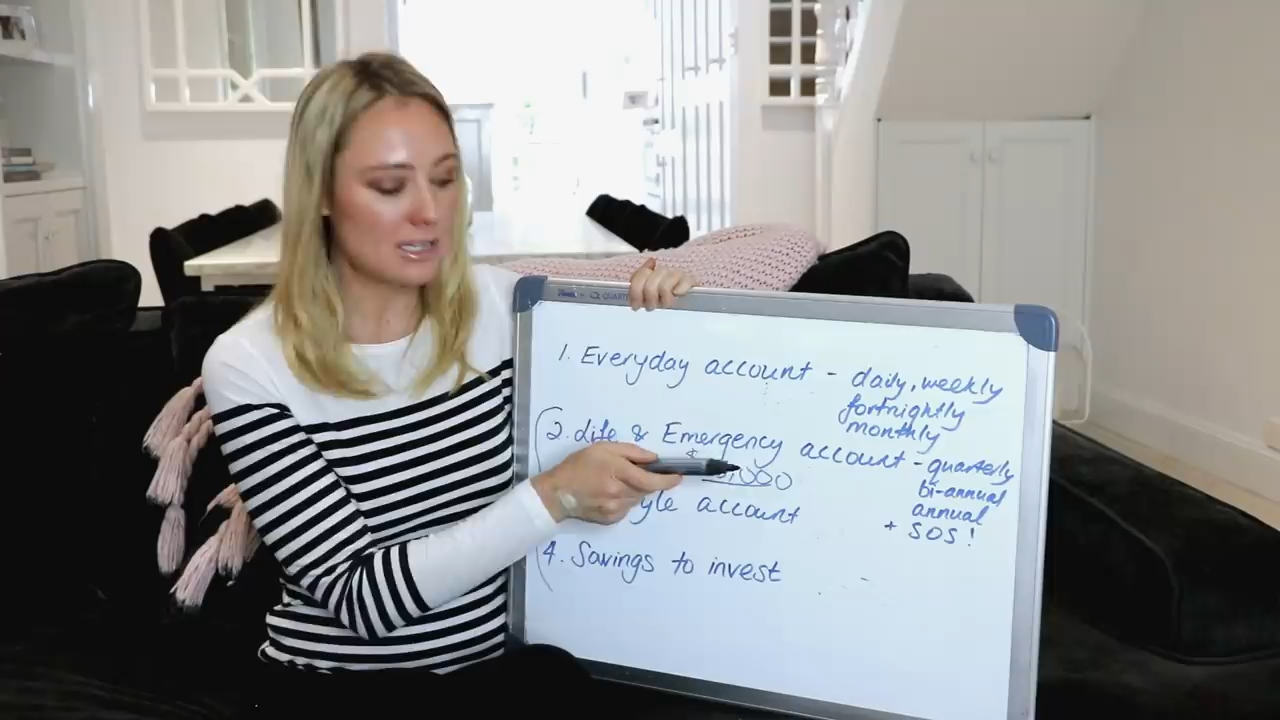 QUARTE
1. Everyday account - daily, weekly
fortnightly
monthly
2. Life & Emergency account - quarterly
bi-annual
annual
+ SOS!
yle account
4. Savings to invest